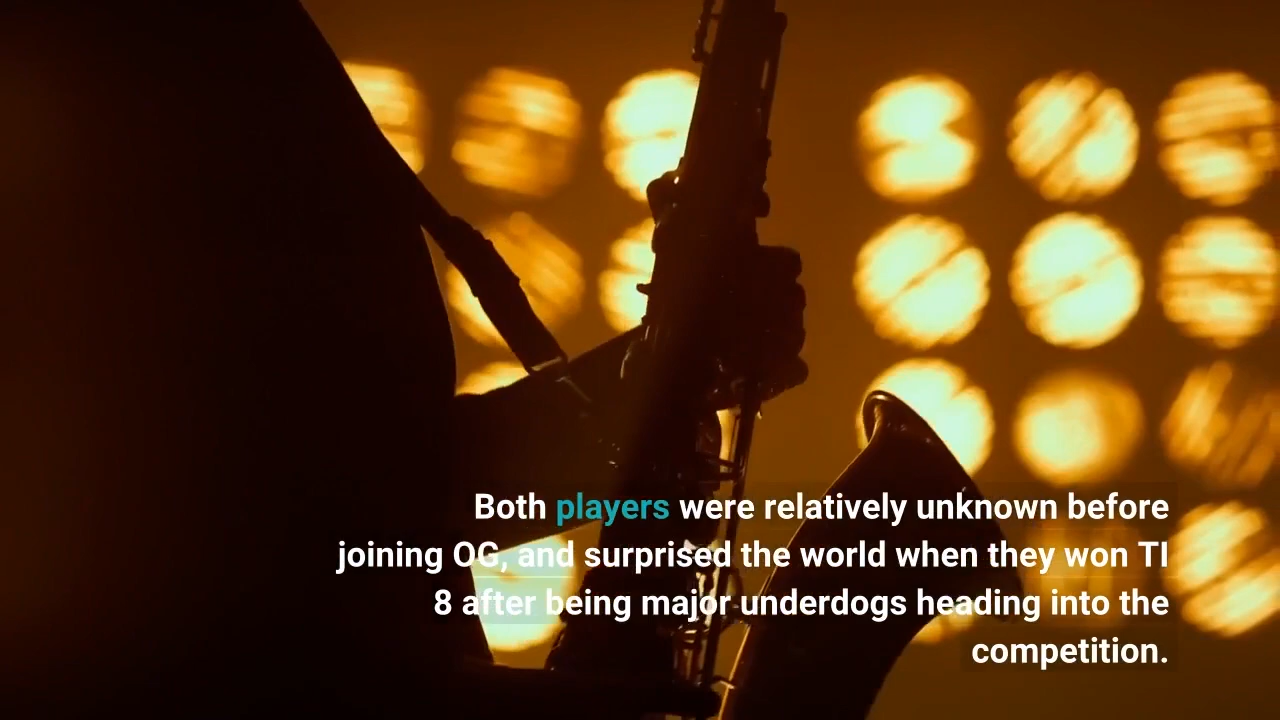 Both players were relatively unknown before
joining OG, and surprised the world when they won TI
8 after being major underdogs heading into the
competition.